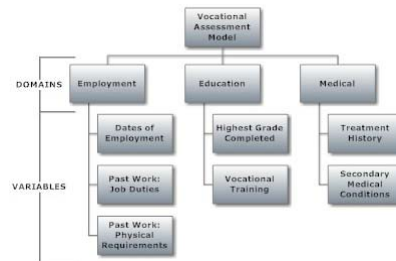 Vocational
Assessment
Model
DOMAINS
Employment
Education
Medical
VARIABLES
Dates of
Employment
Highest Grade
Completed
Treatment
History
Past Work:
Job Duties
Vocational
Training
Secondary
Medical
Conditions
Past Work:
Physical
Requirements